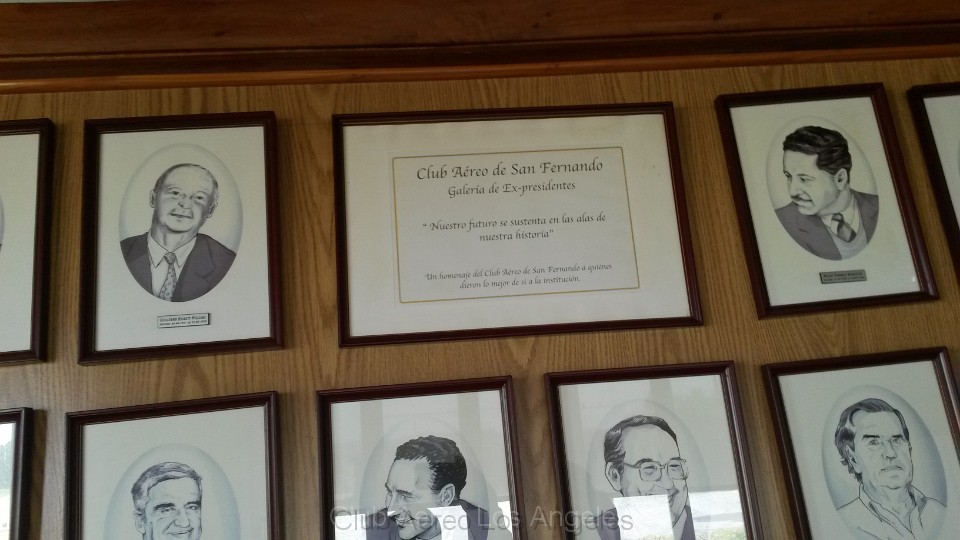 Club Aéreo de San Fernando
Galería de Ex-presidentes
“ Nuestro futuro se sustenta en las alas de
nuestra historia”
Un homenaje del Club Aéreo de San Fernando a quienes
dieron lo mejor de sí a la institución.
Club Aereo Los Angeles